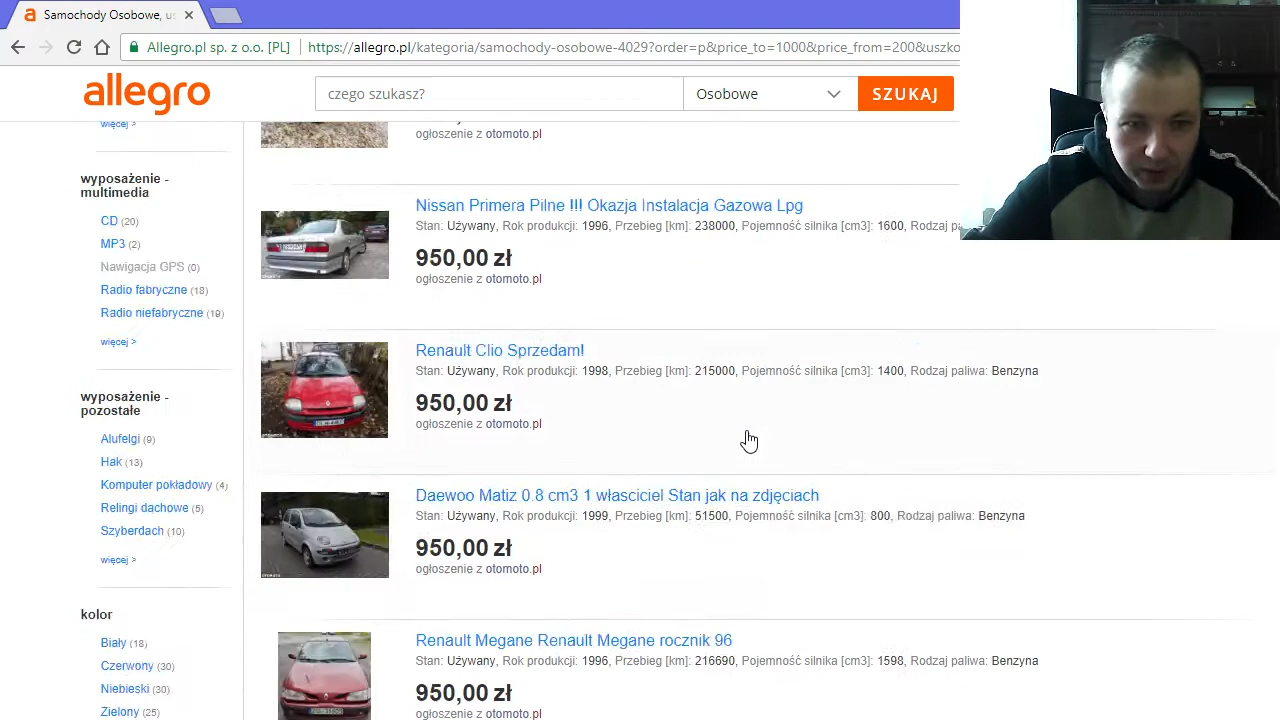 Samochody Osobowe, us
Allegro.pl sp. z o.o. [PL] https://allegro.pl/kategoria/samochody-osobowe-4029?order=p&price_to=1000&price_from=200&uszko
allegro czego szukasz? Osobowe SZUKAJ
więcej >
ogłoszenie z otomoto.pl
wyposażenie -
multimedia
CD (20)
MP3 (2)
Nawigacja GPS (0)
Radio fabryczne (18)
Radio niefabryczne (19)
więcej >
wyposażenie -
pozostałe
Alufelgi (9)
Hak (13)
Komputer pokładowy (4)
Relingi dachowe (5)
Szyberdach (10)
więcej >
kolor
Biały (18)
Czerwony (30)
Niebieski (30)
Zielony (25)
Nissan Primera Pilne !!! Okazja Instalacja Gazowa Lpg
Stan: Używany, Rok produkcji: 1996, Przebieg [km]: 238000, Pojemność silnika [cm3]: 1600, Rodzaj
950,00 zł
ogłoszenie z otomoto.pl
Renault Clio Sprzedam!
Stan: Używany, Rok produkcji: 1998, Przebieg [km]: 215000, Pojemność silnika [cm3]: 1400, Rodzaj paliwa: Benzyna
950,00 zł
ogłoszenie z otomoto.pl
Daewoo Matiz 0.8 cm3 1 własciciel Stan jak na zdjęciach
Stan: Używany, Rok produkcji: 1999, Przebieg [km]: 51500, Pojemność silnika [cm3]: 800, Rodzaj paliwa: Benzyna
950,00 zł
ogłoszenie z otomoto.pl
Renault Megane Renault Megane rocznik 96
Stan: Używany, Rok produkcji: 1996, Przebieg [km]: 216690, Pojemność silnika [cm3]: 1598, Rodzaj paliwa: Benzyna
950,00 zł
ogłoszenie z otomoto.pl